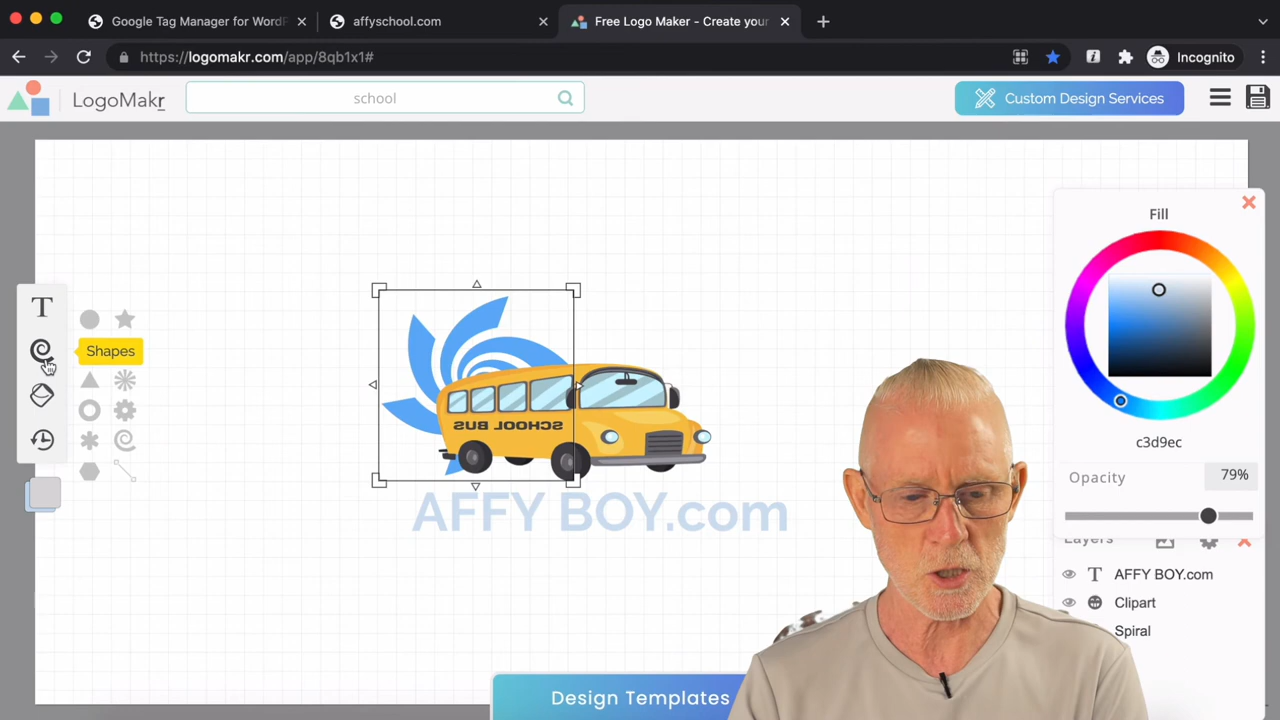 Google Tag Manager for WordPr
affyschool.com
Free Logo Maker - Create your
https://logomakr.com/app/8qb1x1#
Incognito
LogoMakr
school
Custom Design Services
Fill
T
Shapes
SCHOOL BUS
c3d9ec
Opacity
79%
AFFY BOY.com
Layers
T AFFY BOY.com
Clipart
Spiral
Design Templates